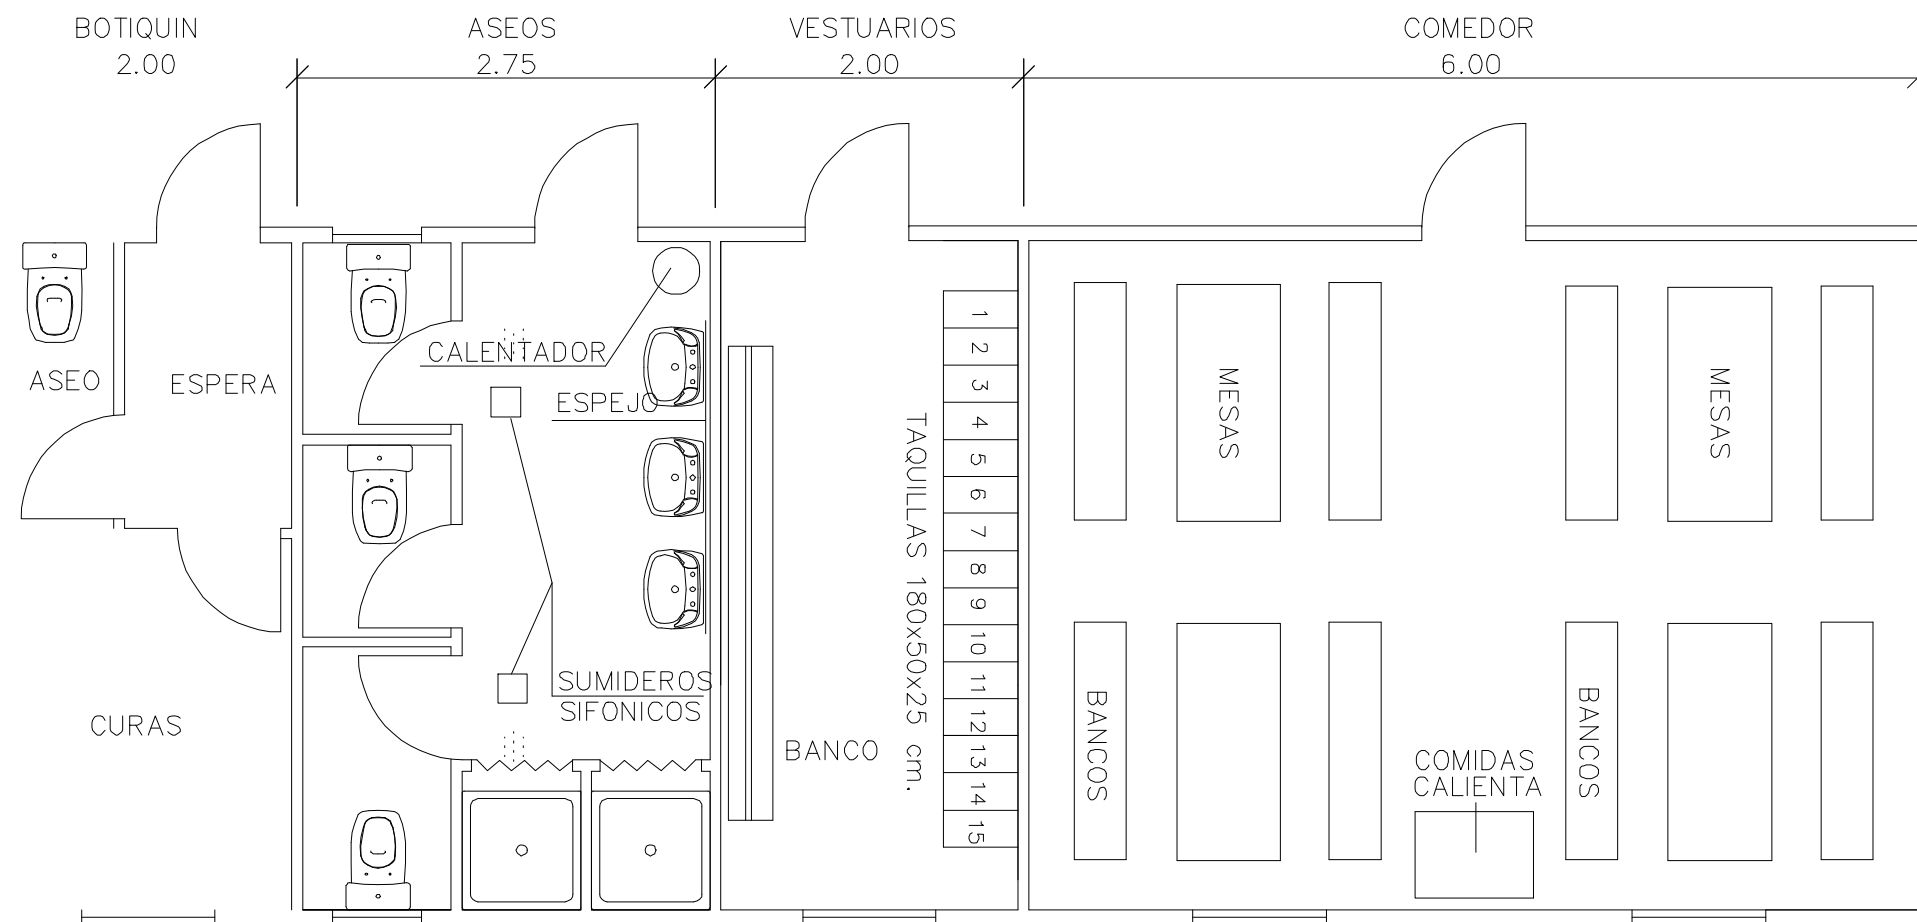 BOTIQUIN
2.00
ASEOS
2.75
VESTUARIOS
2.00
COMEDOR
6.00
ASEO
ESPERA
CURAS
CALENTADOR
ESPEJO
SUMIDEROS
SIFONICOS
BANCO
TAQUILLAS 180x50x25 cm.
1
2
3
4
5
6
7
8
9
10
11
12
13
14
15
MESAS
MESAS
BANCOS
COMIDAS
CALIENTA
BANCOS